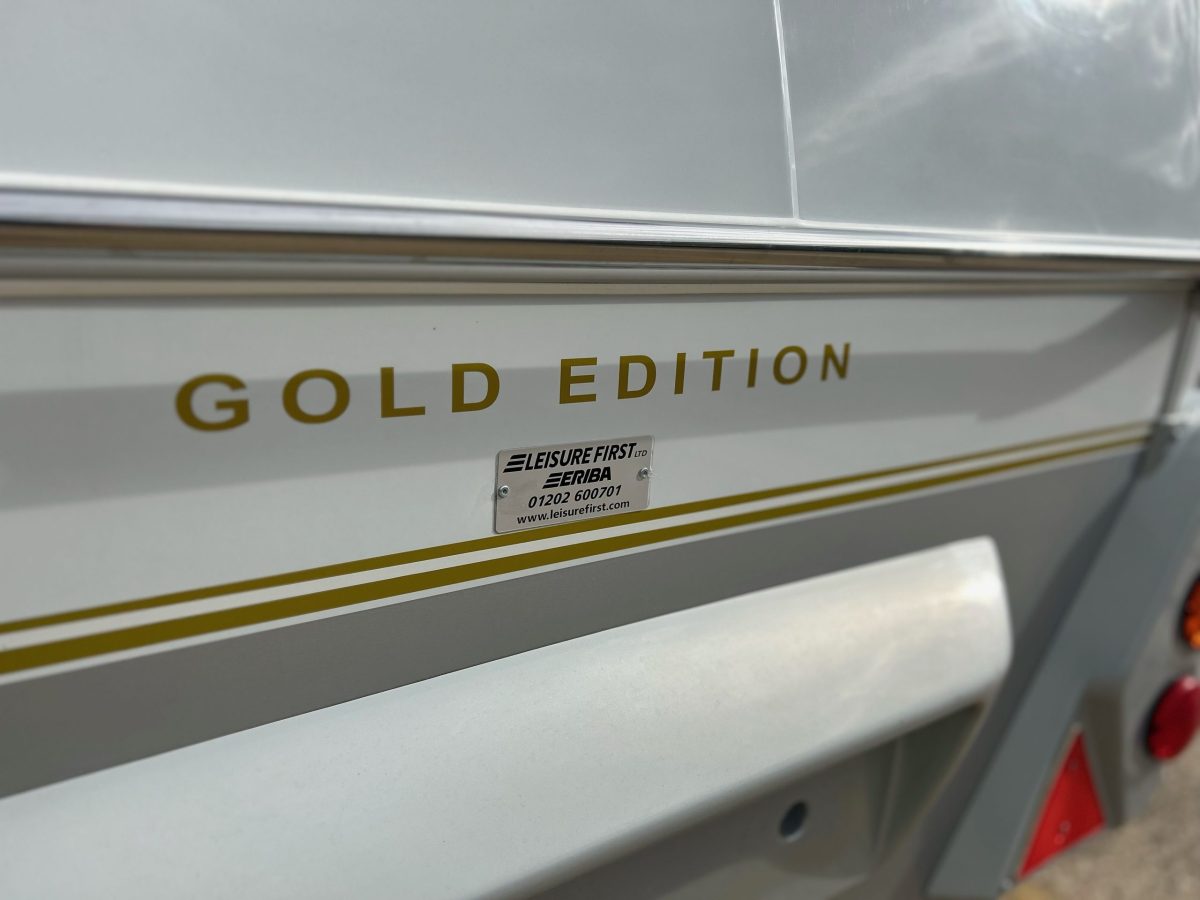 GOLD EDITION
LEISURE FIRST LTD
ERIBA
01202 600701
www.leisurefirst.com